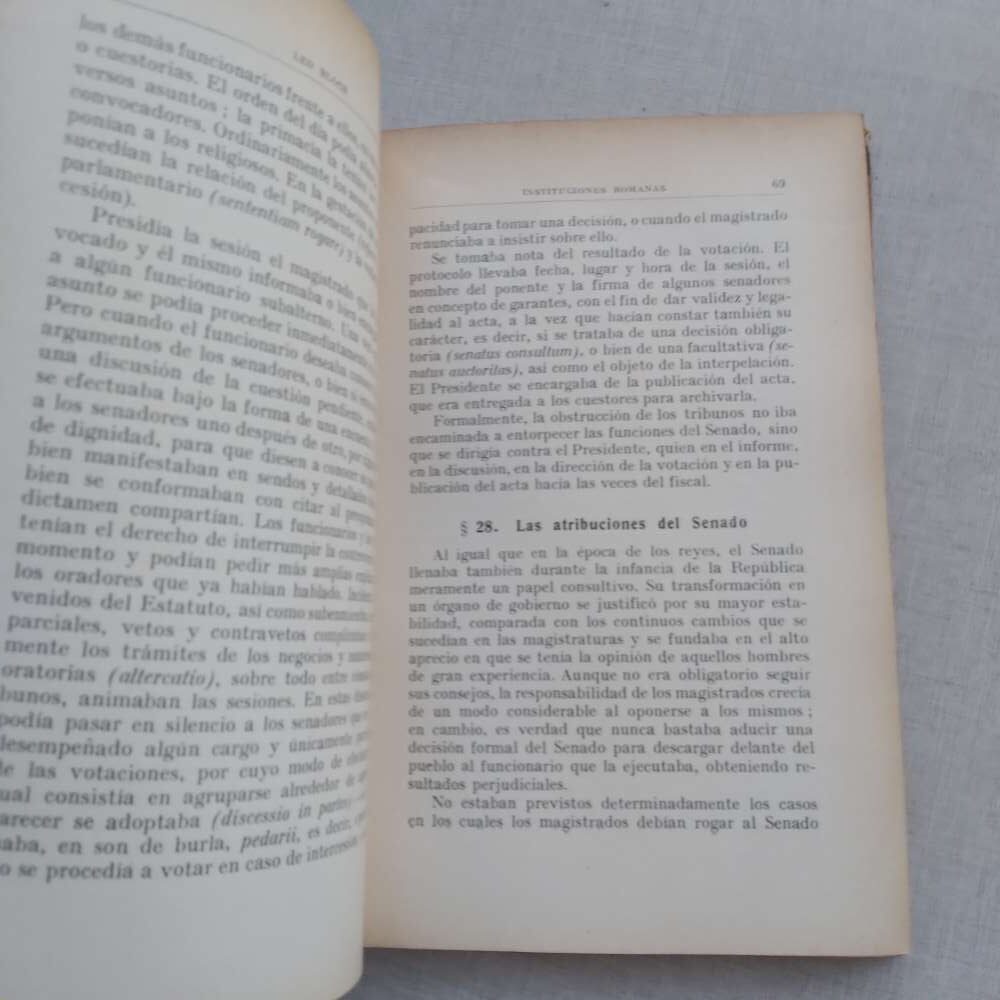 LEO BLOCH
los demás funcionarios frente a ellos,
o cuestorías. El orden del día podía
versos asuntos; la primacía la
convocadores. Ordinariamente los
ponían a los religiosos. En la
sucedían la relación del proponente
parlamentario (sententiam rogare) y la
cesión).
Presidía la sesión el magistrado que
vocado y él mismo informaba o bien
a algún funcionario subalterno. Una
asunto se podía proceder inmediatamente
Pero cuando el funcionario deseaba
argumentos de los senadores, o bien si
una discusión de la cuestión pendiente,
se efectuaba bajo la forma de una
a los senadores uno después de otro, por
de dignidad, para que diesen a conocer
bien manifestaban en sendos y detallados
bien se conformaban con citar al
dictamen compartían. Los funcionarios y
tenían el derecho de interrumpir la
momento y podían pedir más amplias
los oradores que ya habían hablado.
venidos del Estatuto, así como
parciales, vetos y contravetos
mente los trámites de los negocios y
oratorias (altercatio), sobre todo entre
bunos, animaban las sesiones. En estas
podía pasar en silencio a los senadores que
desempeñado algún cargo y únicamente
de las votaciones, por cuyo modo de
ual consistía en agruparse alrededor de
arecer se adoptaba (discessio in partes)
aba, en son de burla, pedarii, es decir,
o se procedía a votar en caso de
INSTITUCIONES ROMANAS 69
pacidad para tomar una decisión, o cuando el magistrado
renunciaba a insistir sobre ello.
Se tomaba nota del resultado de la votación. El
protocolo llevaba fecha, lugar y hora de la sesión, el
nombre del ponente y la firma de algunos senadores
en concepto de garantes, con el fin de dar validez y lega-
lidad al acta, a la vez que hacían constar también su
carácter, es decir, si se trataba de una decisión obliga-
toria (senatus consultum), o bien de una facultativa (se-
natus auctoritas), así como el objeto de la interpelación.
El Presidente se encargaba de la publicación del acta,
que era entregada a los cuestores para archivarla.
Formalmente, la obstrucción de los tribunos no iba
encaminada a entorpecer las funciones del Senado, sino
que se dirigía contra el Presidente, quien en el informe,
en la discusión, en la dirección de la votación y en la pu-
blicación del acta hacía las veces del fiscal.
§ 28. Las atribuciones del Senado
Al igual que en la época de los reyes, el Senado
llenaba también durante la infancia de la República
meramente un papel consultivo. Su transformación en
un órgano de gobierno se justificó por su mayor esta-
bilidad, comparada con los continuos cambios que se
sucedían en las magistraturas y se fundaba en el alto
aprecio en que se tenía la opinión de aquellos hombres
de gran experiencia. Aunque no era obligatorio seguir
sus consejos, la responsabilidad de los magistrados crecía
de un modo considerable al oponerse a los mismos;
en cambio, es verdad que nunca bastaba aducir una
decisión formal del Senado para descargar delante del
pueblo al funcionario que la ejecutaba, obteniendo re-
sultados perjudiciales.
No estaban previstos determinadamente los casos
en los cuales los magistrados debían rogar al Senado